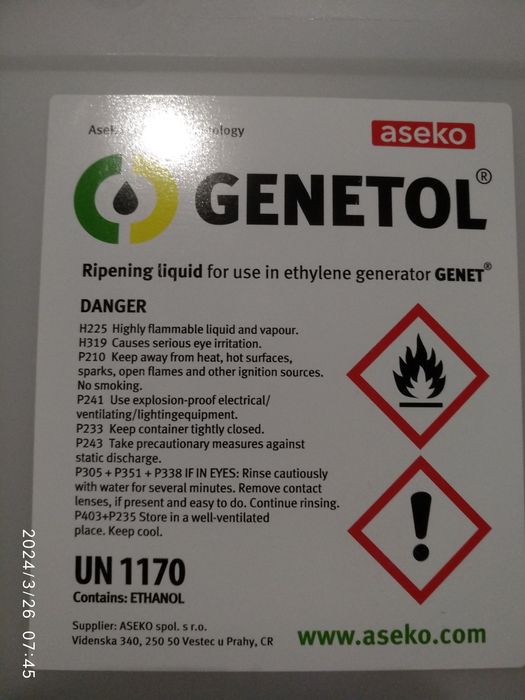 aseko
GENETOL®
Ripening liquid for use in ethylene generator GENET®
DANGER
H225 Highly flammable liquid and vapour.
H319 Causes serious eye irritation.
P210 Keep away from heat, hot surfaces,
sparks, open flames and other ignition sources.
No smoking.
P241 Use explosion-proof electrical/
ventilating/lightingequipment.
P233 Keep container tightly closed.
P243 Take precautionary measures against
static discharge.
P305 + P351 + P338 IF IN EYES: Rinse cautiously
with water for several minutes. Remove contact
lenses, if present and easy to do. Continue rinsing.
P403+P235 Store in a well-ventilated
place. Keep cool.
UN 1170
Contains: ETHANOL
Supplier: ASEKO spol. s r.o.
Videnska 340, 250 50 Vestec u Prahy, CR
www.aseko.com
2024/3/26 07:45